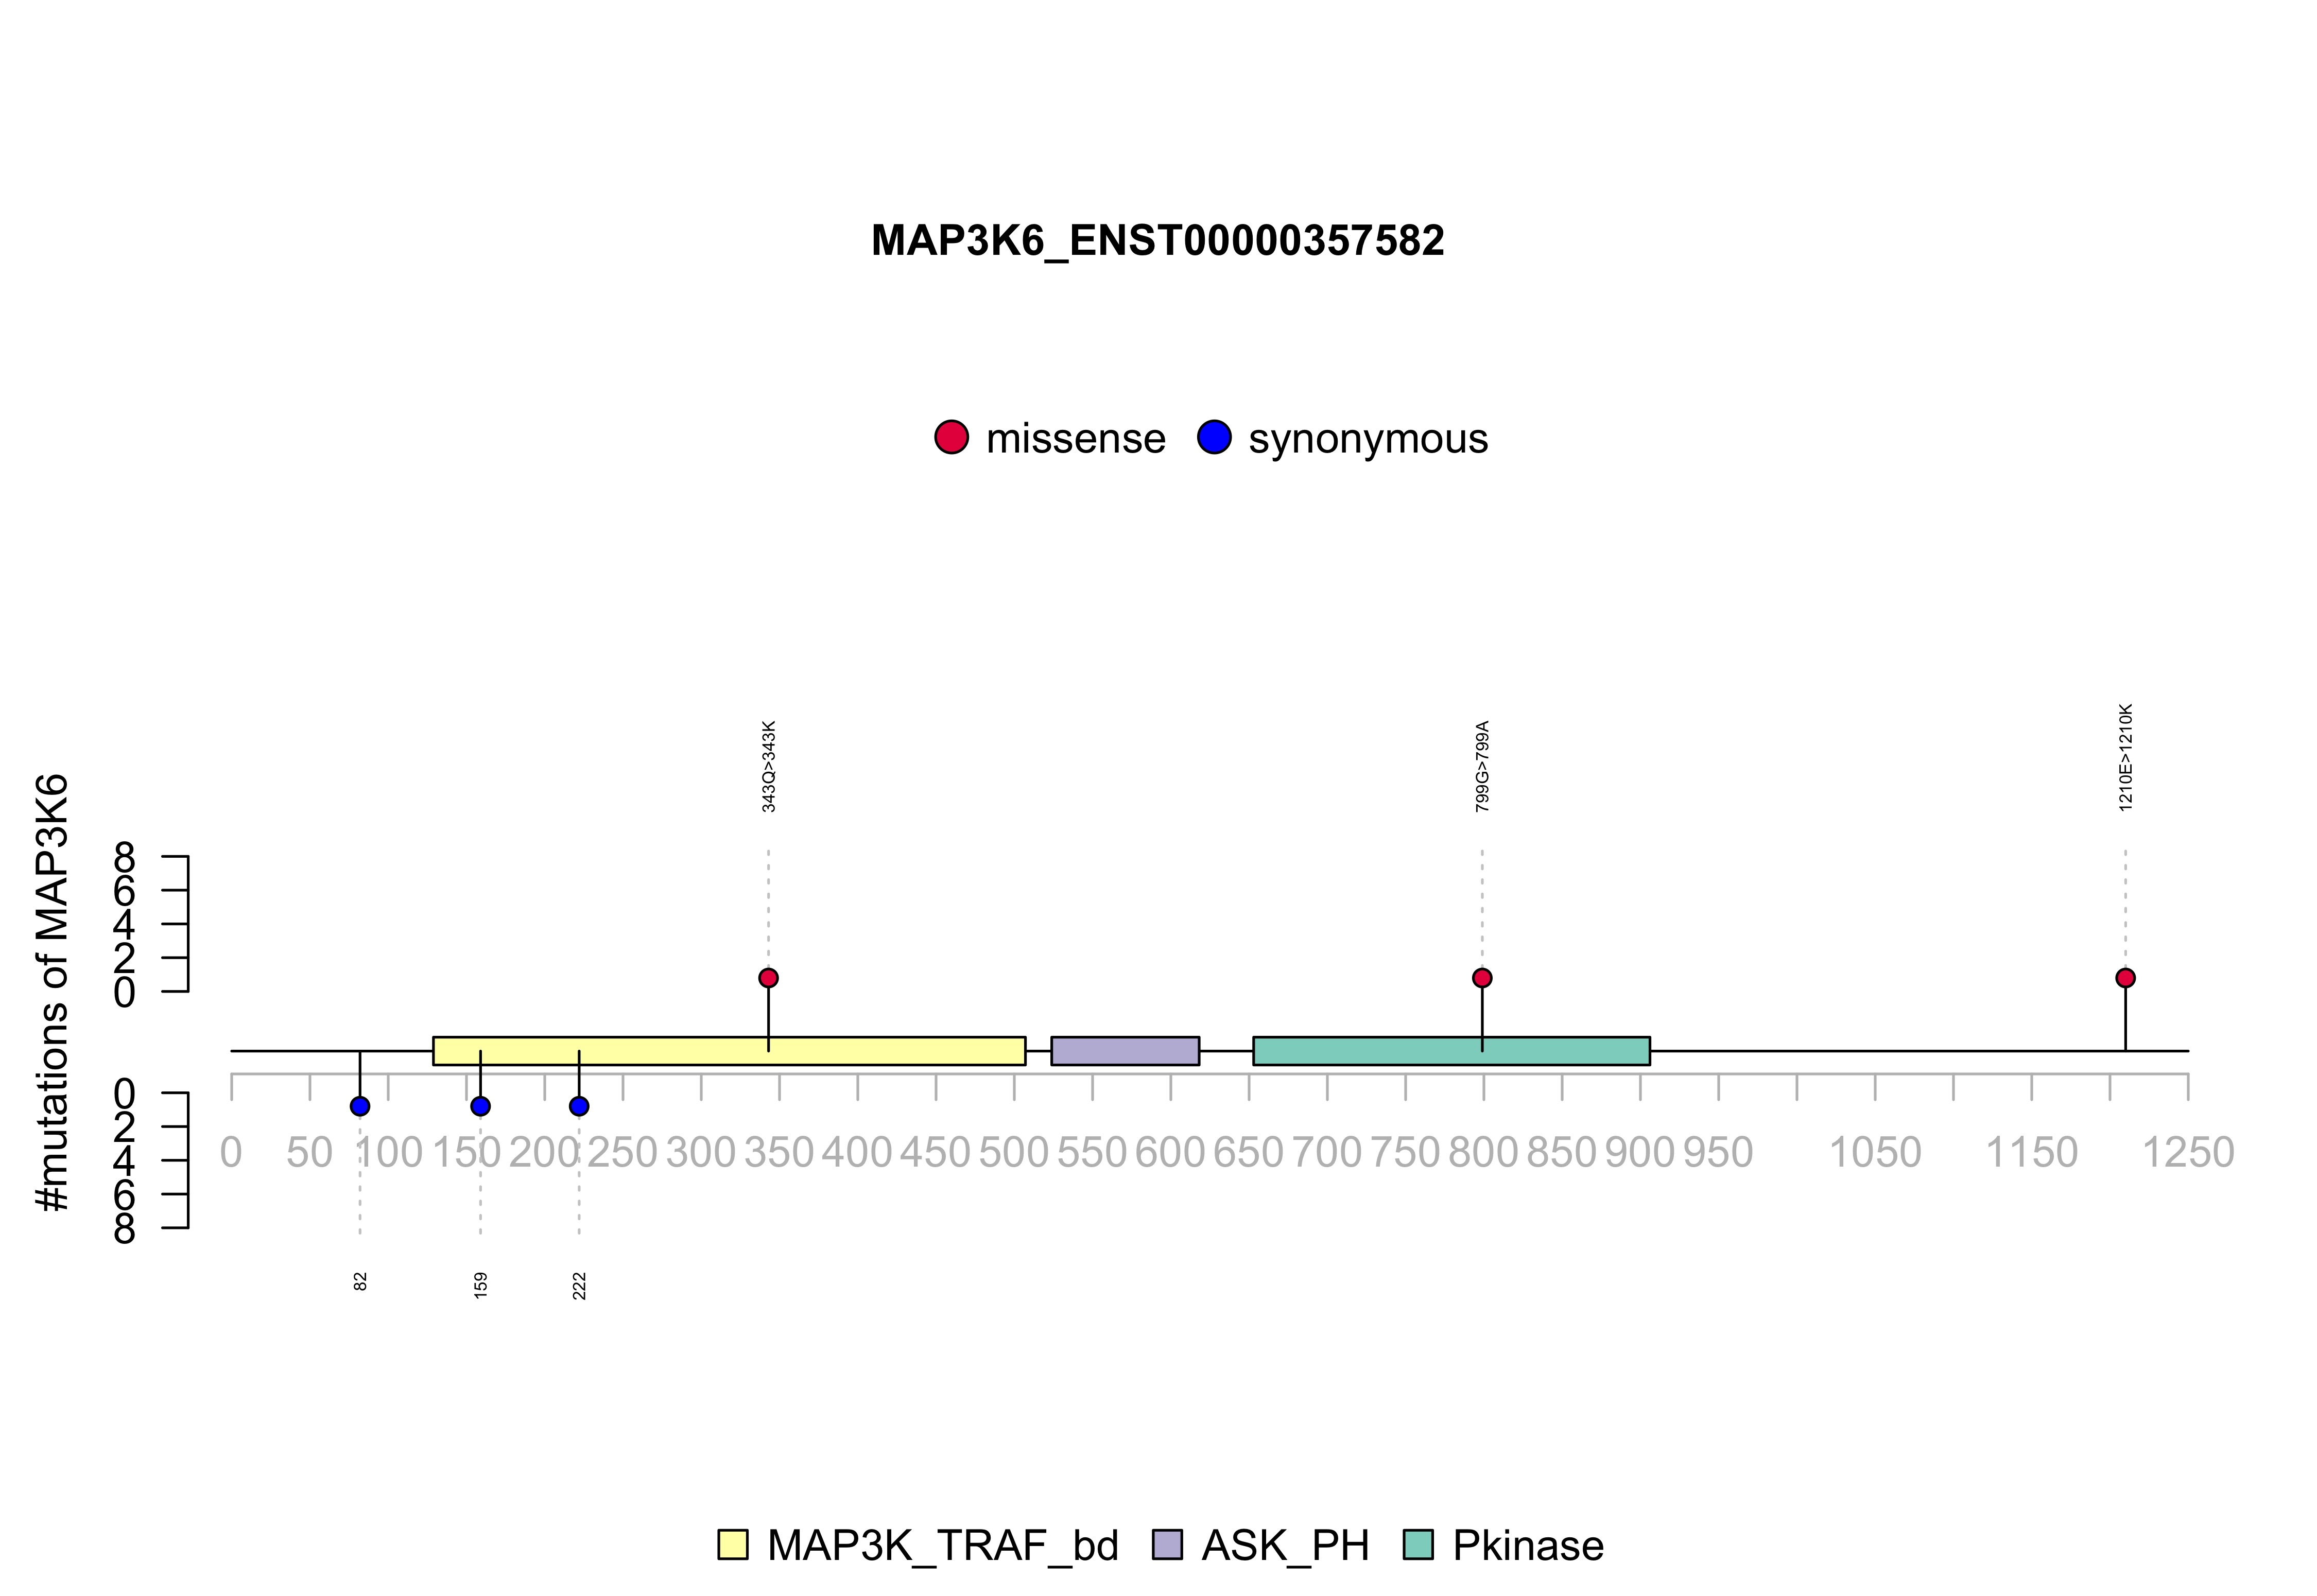 MAP3K6_ENST00000357582
missense synonymous
343Q>343K
799G>799A
1210E>1210K
#mutations of MAP3K6
8
6
4
2
0
0
2
4
6
8
0 50 100 150 200 250 300 350 400 450 500 550 600 650 700 750 800 850 900 950 1050 1150 1250
82
159
222
MAP3K_TRAF_bd ASK_PH Pkinase